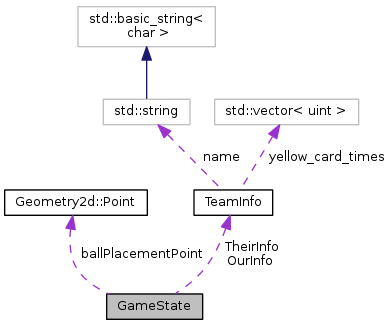 std::basic_string<
char >
std::string
std::vector< uint >
name
yellow_card_times
Geometry2d::Point
TeamInfo
ballPlacementPoint
TheirInfo
OurInfo
GameState